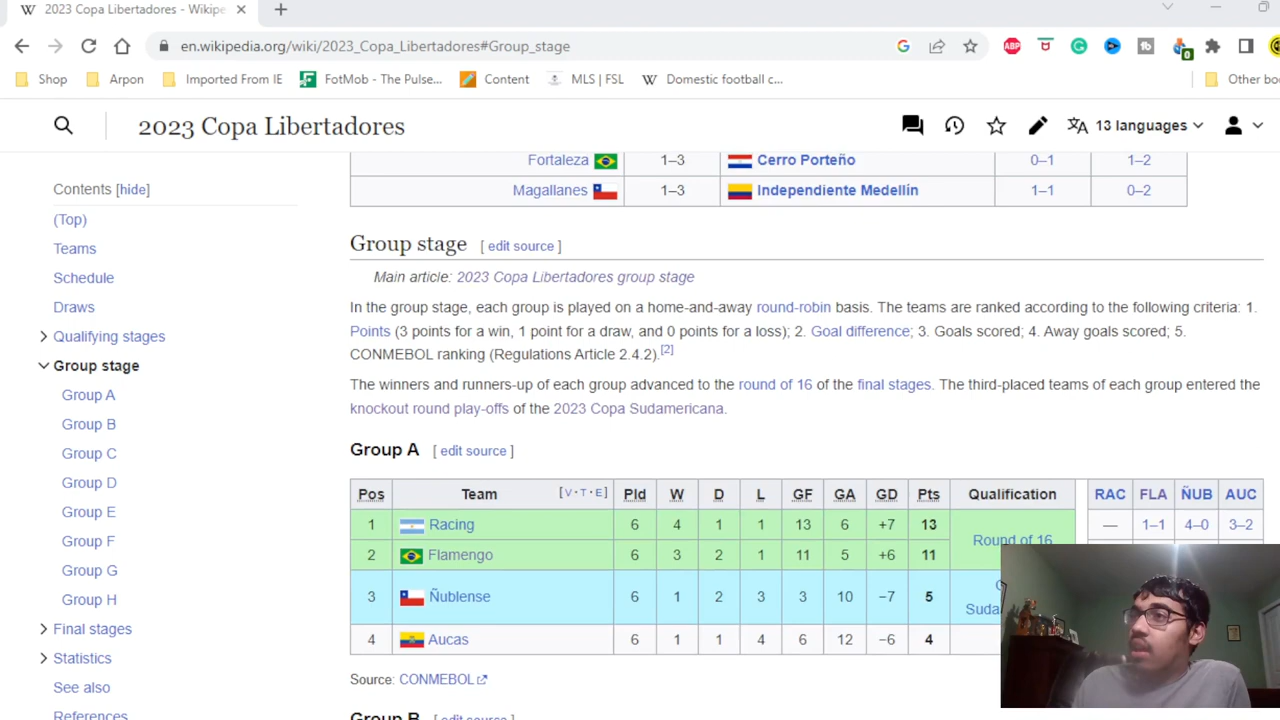 2023 Copa Libertadores - Wikipe
en.wikipedia.org/wiki/2023_Copa_Libertadores#Group_stage
ABP
0
Shop Arpon Imported From IE FotMob - The Pulse... Content MLS | FSL Domestic football c... Other bo
2023 Copa Libertadores
13 languages
Contents [hide]
(Top)
Teams
Schedule
Draws
Qualifying stages
Group stage
Group A
Group B
Group C
Group D
Group E
Group F
Group G
Group H
Final stages
Statistics
See also
References
Fortaleza 1–3 Cerro Porteño 0–1 1–2
Magallanes 1–3 Independiente Medellín 1–1 0–2
Group stage [ edit source ]
Main article: 2023 Copa Libertadores group stage
In the group stage, each group is played on a home-and-away round-robin basis. The teams are ranked according to the following criteria: 1.
Points (3 points for a win, 1 point for a draw, and 0 points for a loss); 2. Goal difference; 3. Goals scored; 4. Away goals scored; 5.
CONMEBOL ranking (Regulations Article 2.4.2).[2]
The winners and runners-up of each group advanced to the round of 16 of the final stages. The third-placed teams of each group entered the
knockout round play-offs of the 2023 Copa Sudamericana.
Group A [ edit source ]
Pos Team [V·T·E] Pld W D L GF GA GD Pts Qualification RAC FLA ÑUB AUC
1 Racing 6 4 1 1 13 6 +7 13 — 1–1 4–0 3–2
Round of 16
2 Flamengo 6 3 2 1 11 5 +6 11
3 Ñublense 6 1 2 3 3 10 −7 5
4 Aucas 6 1 1 4 6 12 −6 4
Source: CONMEBOL
Group B [ edit source ]